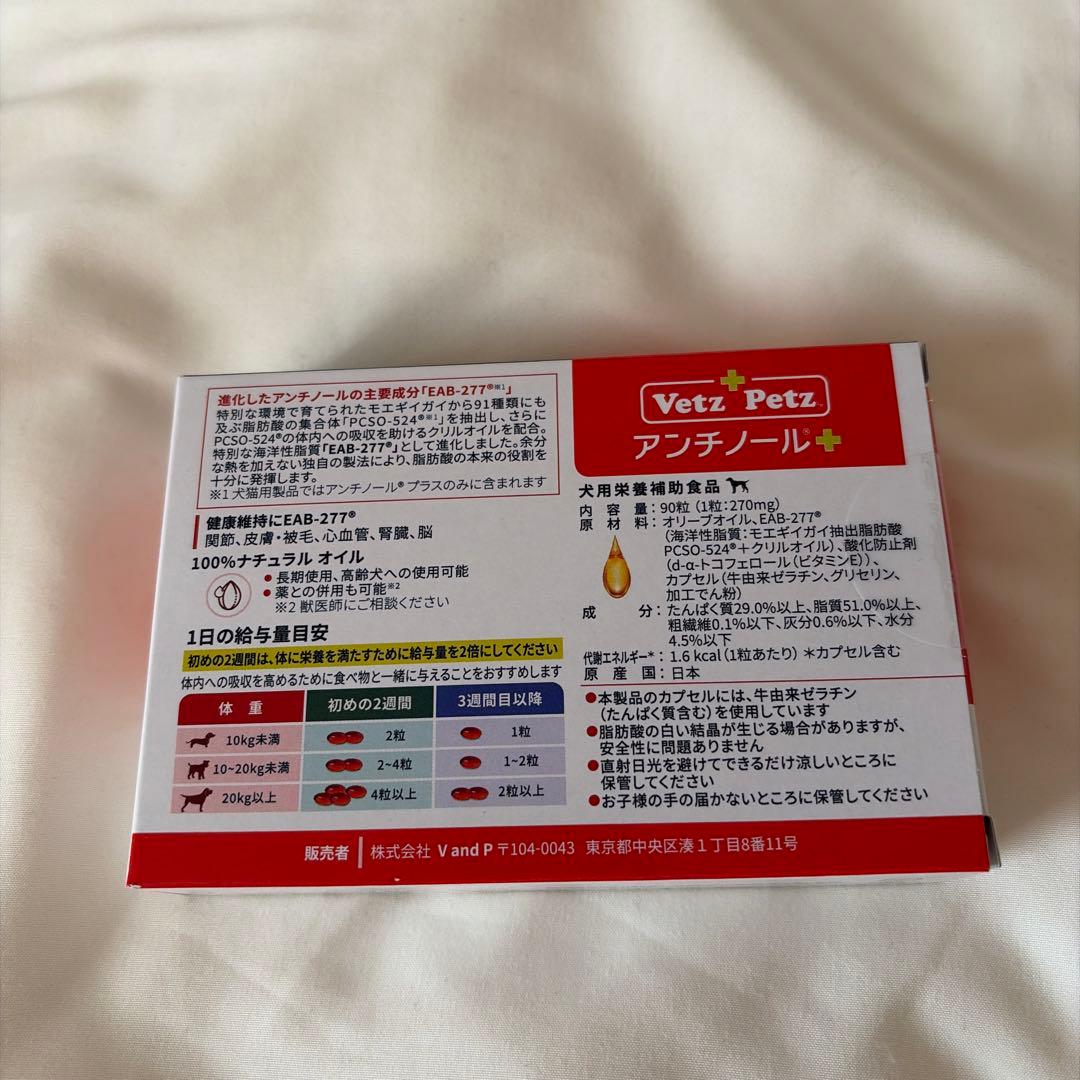 進化したアンチノールの主要成分「EAB-277®※1」
特別な環境で育てられたモエギイガイから91種類にも
及ぶ脂肪酸の集合体「PCSO-524®※1」を抽出し、さらに
PCSO-524®の体内への吸収を助けるクリルオイルを配合。
特別な海洋性脂質「EAB-277®」として進化しました。余分
な熱を加えない独自の製法により、脂肪酸の本来の役割を
十分に発揮します。
※1 犬猫用製品ではアンチノール® プラスのみに含まれます
健康維持にEAB-277®
関節、皮膚・被毛、心血管、腎臓、脳
100%ナチュラル オイル
●長期使用、高齢犬への使用可能
●薬との併用も可能※2
※2 獣医師にご相談ください
1日の給与量目安
初めの2週間は、体に栄養を満たすために給与量を2倍にしてください
体内への吸収を高めるために食べ物と一緒に与えることをおすすめします
体重 初めの2週間 3週間目以降
10kg未満 2粒 1粒
10~20kg未満 2~4粒 1~2粒
20kg以上 4粒以上 2粒以上
Vetz Petz™
アンチノール®+
犬用栄養補助食品
内容量:90粒(1粒:270mg)
原材料:オリーブオイル、EAB-277®
(海洋性脂質:モエギイガイ抽出脂肪酸
PCSO-524®+クリルオイル)、酸化防止剤
(d-α-トコフェロール(ビタミンE))、
カプセル(牛由来ゼラチン、グリセリン、
加工でん粉)
成分:たんぱく質29.0%以上、脂質51.0%以上、
粗繊維0.1%以下、灰分0.6%以下、水分
4.5%以下
代謝エネルギー*:1.6 kcal(1粒あたり)*カプセル含む
原産国:日本
●本製品のカプセルには、牛由来ゼラチン
(たんぱく質含む)を使用しています
●脂肪酸の白い結晶が生じる場合がありますが、
安全性に問題ありません
●直射日光を避けてできるだけ涼しいところに
保管してください
●お子様の手の届かないところに保管してください
販売者 株式会社 V and P 〒104-0043 東京都中央区湊1丁目8番11号